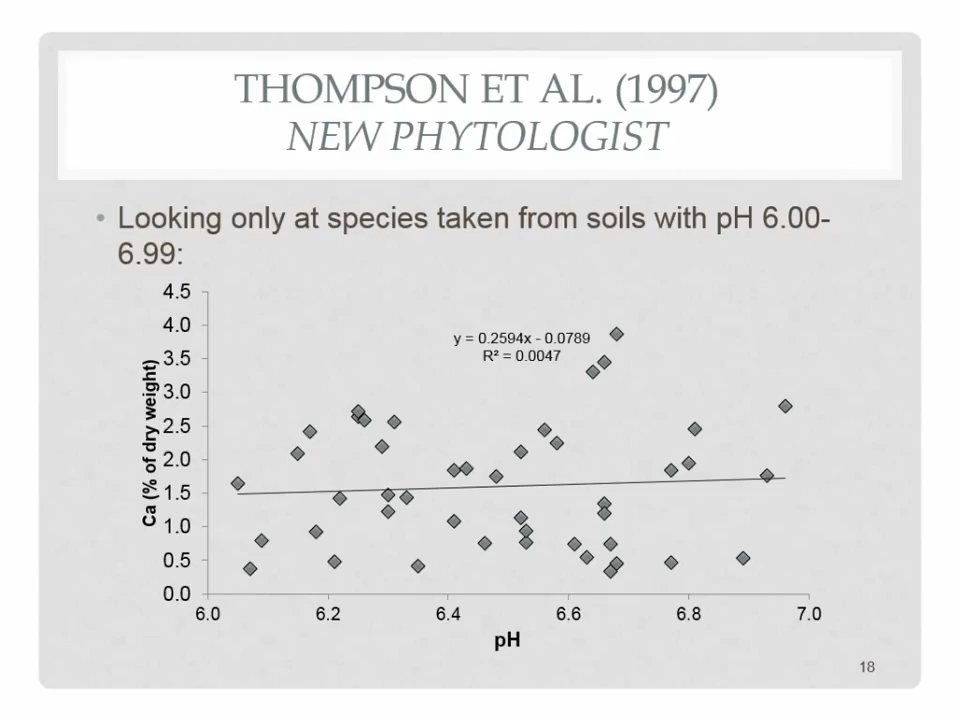 THOMPSON ET AL. (1997)
NEW PHYTOLOGIST
• Looking only at species taken from soils with pH 6.00-
6.99:
4.5
4.0
y = 0.2594x - 0.0789
R² = 0.0047
3.5
3.0
2.5
2.0
1.5
1.0
0.5
0.0
Ca (% of dry weight)
6.0 6.2 6.4 6.6 6.8 7.0
pH
18